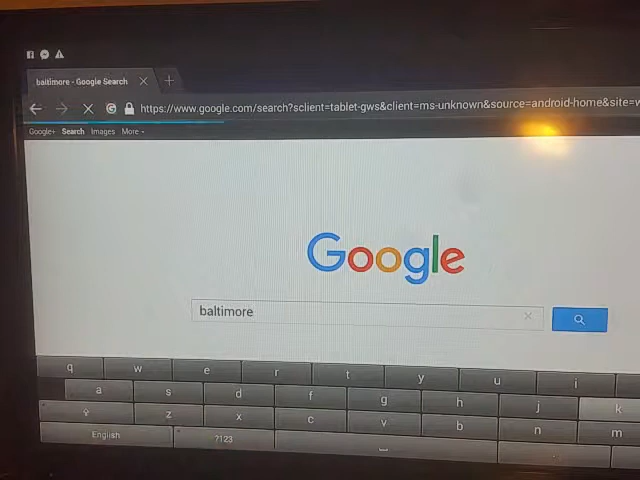 baltimore - Google Search
https://www.google.com/search?sclient=tablet-gws&client=ms-unknown&source=android-home&site=w
Google+ Search Images More
Google
baltimore
q w e r t y u i
a s d f g h j k
z x c v b n m
English ?123